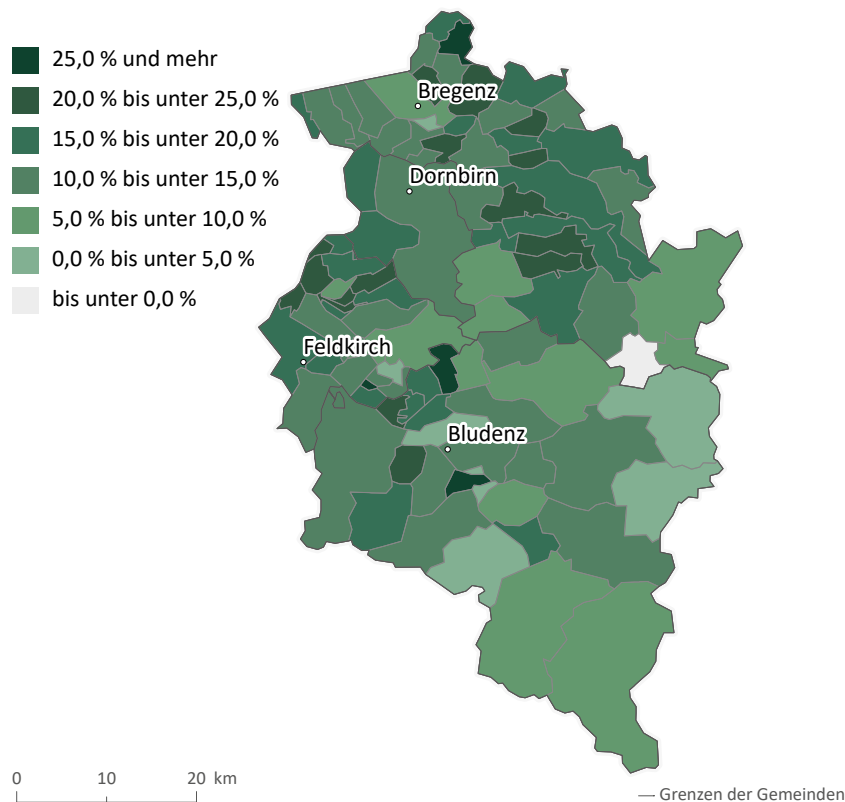 25,0 % und mehr
20,0 % bis unter 25,0 %
15,0 % bis unter 20,0 %
10,0 % bis unter 15,0 %
5,0 % bis unter 10,0 %
0,0 % bis unter 5,0 %
bis unter 0,0 %
Bregenz
Dornbirn
Feldkirch
Bludenz
0 10 20 km
Grenzen der Gemeinden